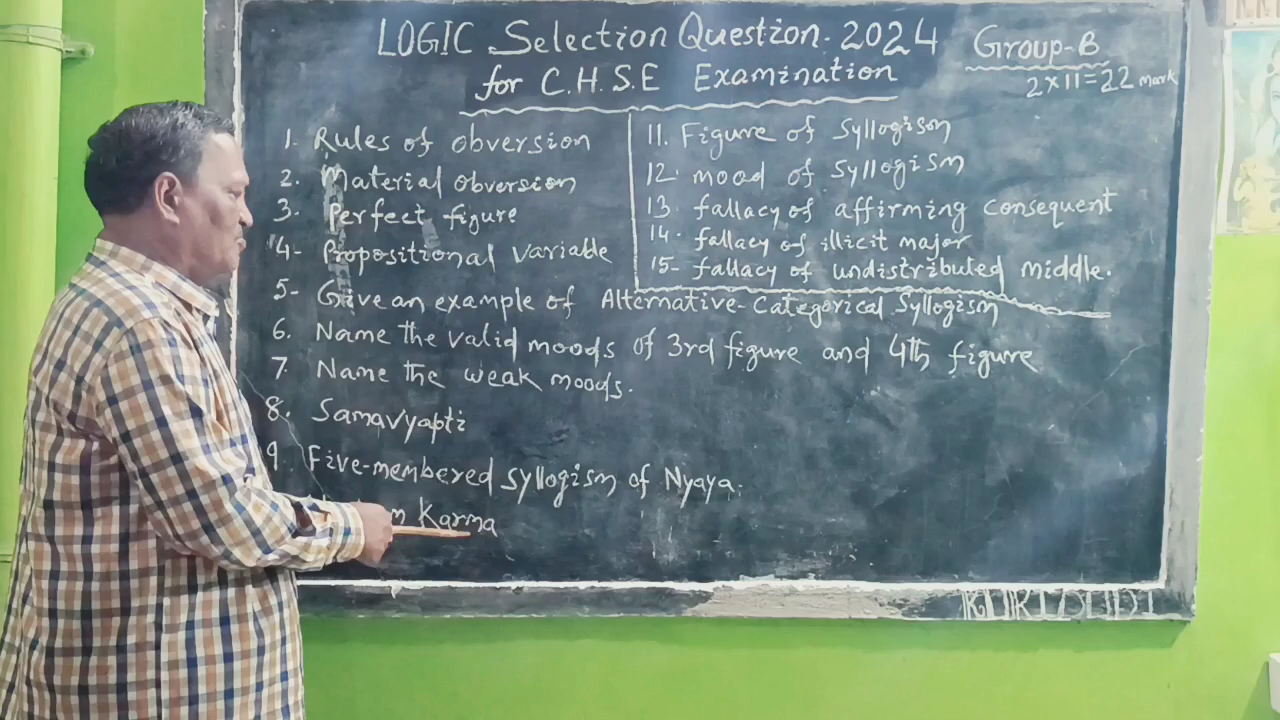 LOGIC Selection Question. 2024
for C.H.S.E Examination
Group-B
2×11=22 mark
1. Rules of obversion
2. Material obversion
3. Perfect figure
4- Propositional variable
5- Give an example of Alternative-Categorical Syllogism
6. Name the valid moods of 3rd figure and 4th figure
7 Name the weak moods.
8. Samavyapti
9 Five-membered syllogism of Nyaya.
Karma
11. Figure of Syllogism
12. mood of Syllogism
13. fallacy of affirming consequent
14. fallacy of illicit major
15- fallacy of undistributed middle.